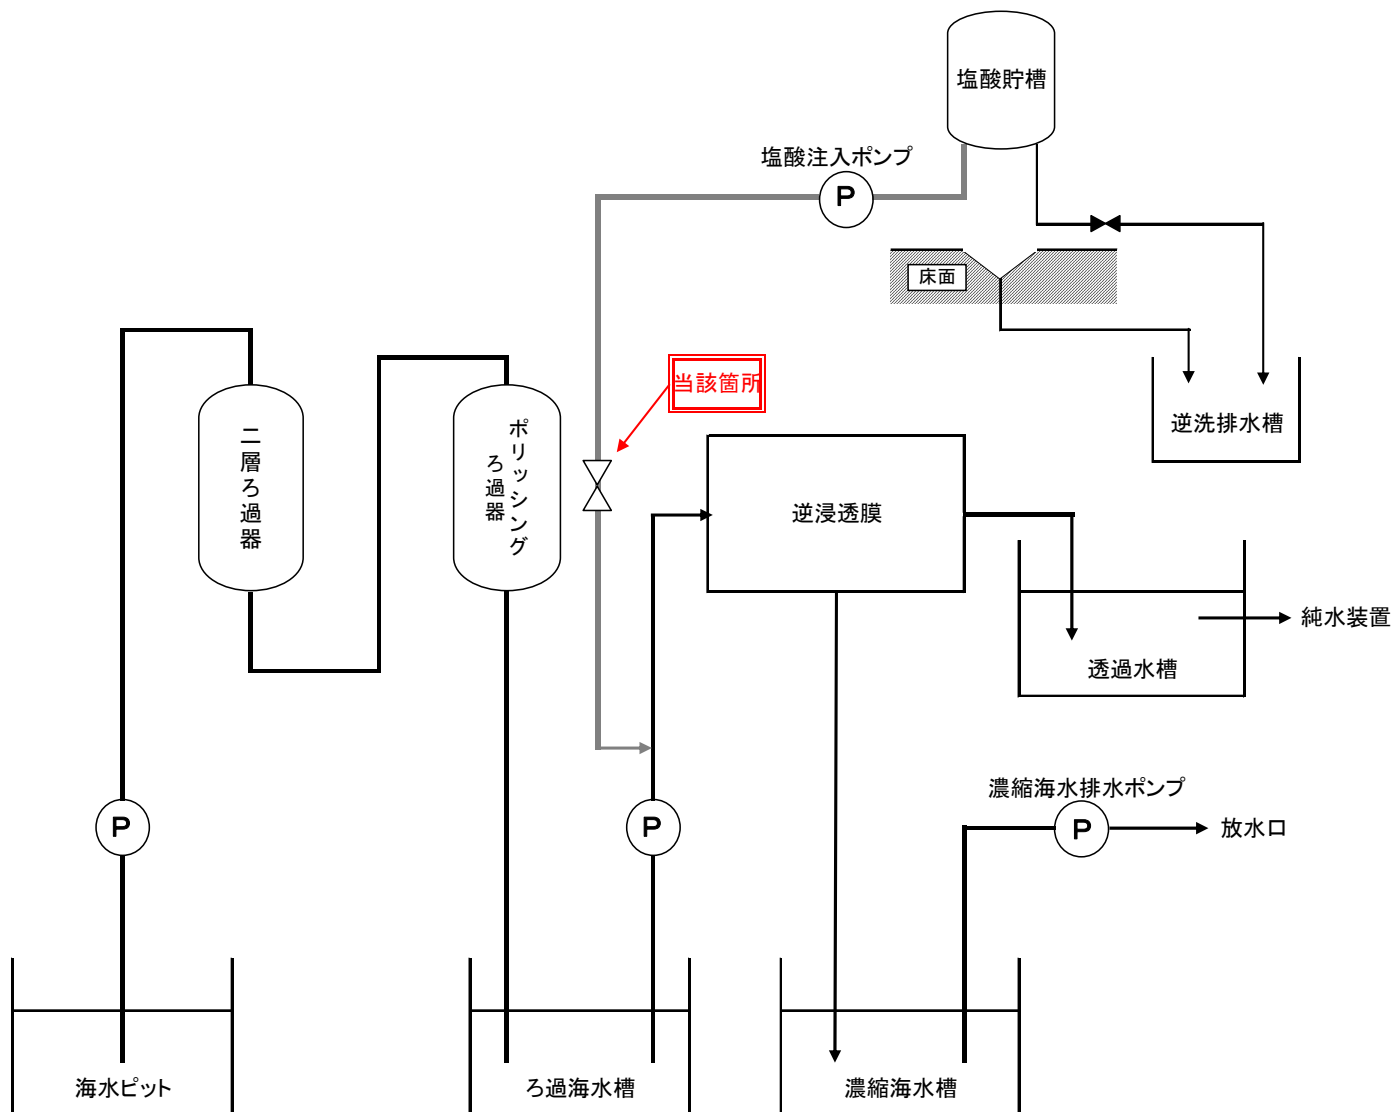 塩酸貯槽
塩酸注入ポンプ
P
床面
当該箇所
逆洗排水槽
二層ろ過器
ポリッシング
ろ過器
逆浸透膜
純水装置
透過水槽
濃縮海水排水ポンプ
P
P
P
放水口
海水ピット
ろ過海水槽
濃縮海水槽